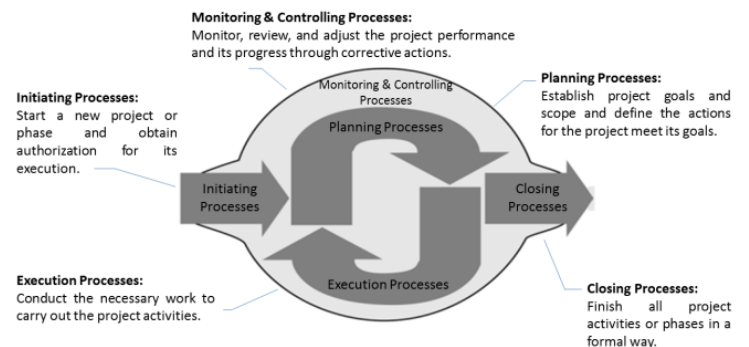 Monitoring & Controlling Processes:
Monitor, review, and adjust the project performance
and its progress through corrective actions.
Monitoring & Controlling
Processes
Planning Processes:
Establish project goals and
scope and define the actions
for the project meet its goals.
Initiating Processes:
Start a new project or
phase and obtain
authorization for its
execution.
Planning Processes
Initiating
Processes
Closing
Processes
Execution Processes
Execution Processes:
Conduct the necessary work to
carry out the project activities.
Closing Processes:
Finish all project
activities or phases in a
formal way.